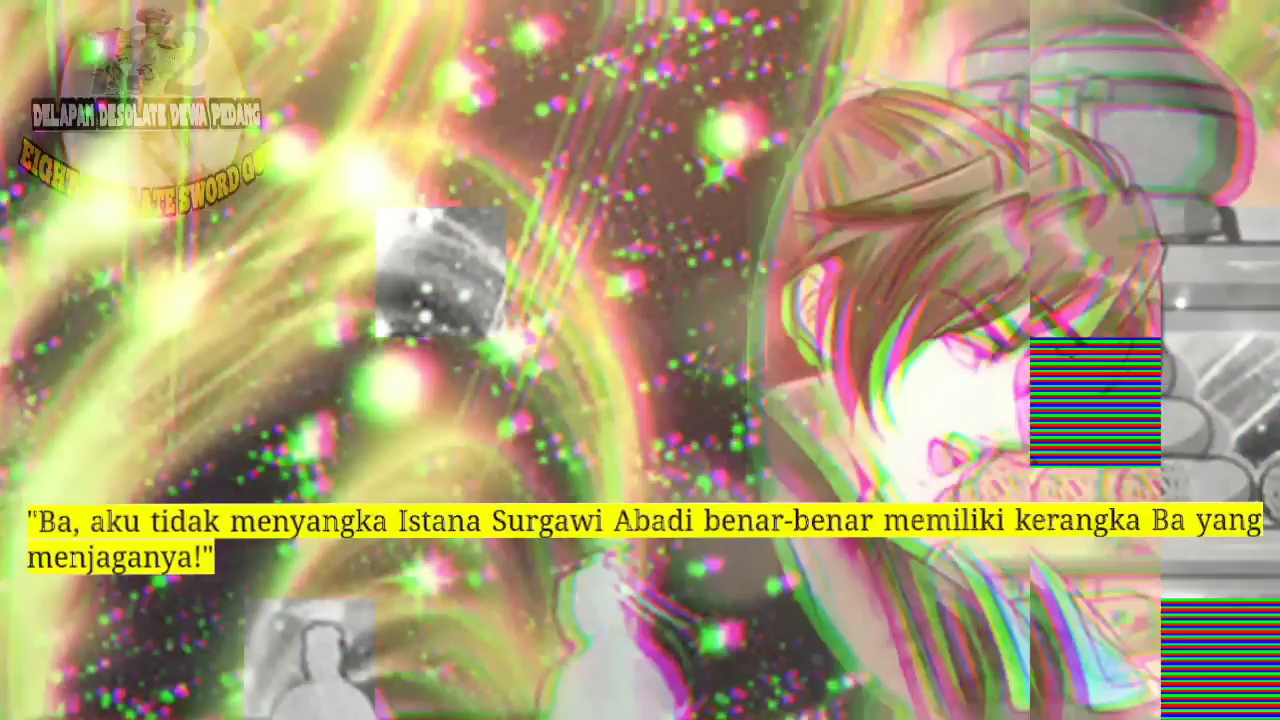 DELAPAN DESOLATE DEWA PEDANG
"Ba, aku tidak menyangka Istana Surgawi Abadi benar-benar memiliki kerangka Ba yang
menjaganya!"